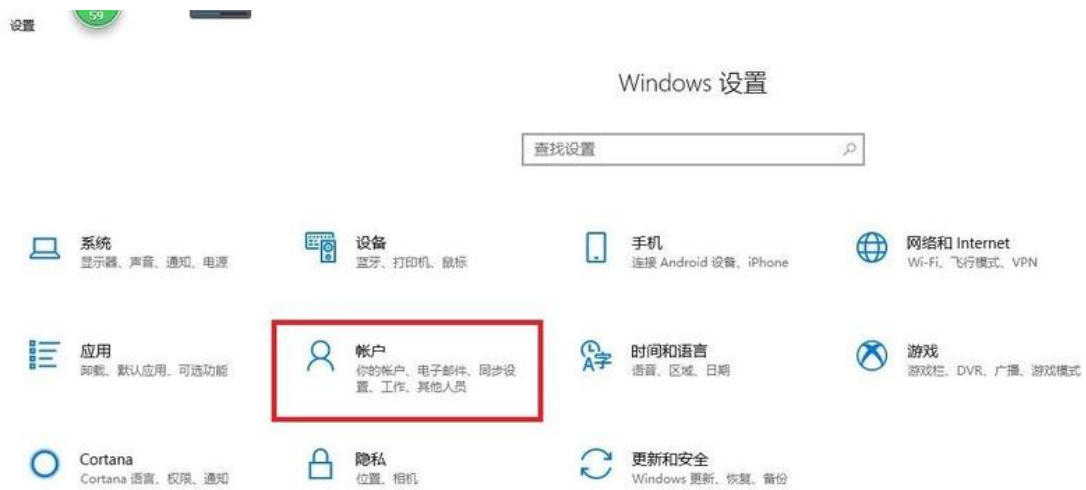 设置
59
Windows 设置
查找设置
系统
显示器、声音、通知、电源
设备
蓝牙、打印机、鼠标
手机
连接 Android 设备、iPhone
网络和 Internet
Wi-Fi、飞行模式、VPN
应用
卸载、默认应用、可选功能
帐户
你的帐户、电子邮件、同步设
置、工作、其他人员
时间和语言
语音、区域、日期
游戏
游戏栏、DVR、广播、游戏模式
Cortana
Cortana 语言、权限、通知
隐私
位置、相机
更新和安全
Windows 更新、恢复、备份